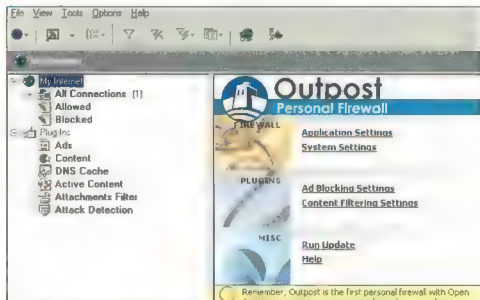 File View Tools Options Help
My Internet
All Connections (1)
Allowed
Blocked
Plug-Ins
Ads
Content
DNS Cache
Active Content
Attachments Filter
Attack Detection
Outpost
Personal Firewall
FIREWALL
Application Settings
System Settings
PLUGINS
Ad Blocking Settings
Content Filtering Settings
MISC
Run Update
Help
Remember, Outpost is the first personal firewall with Open